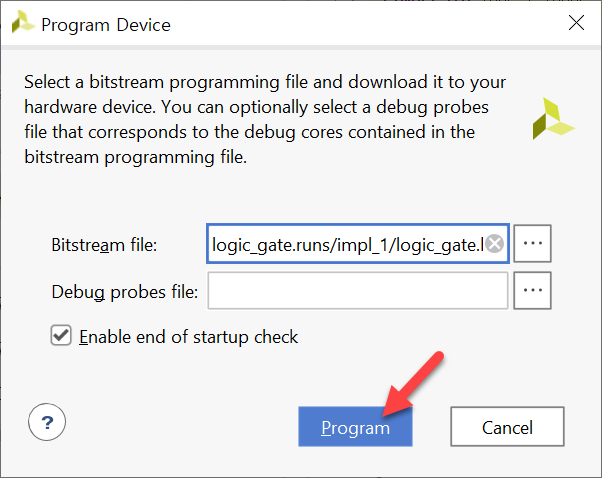 Program Device
Select a bitstream programming file and download it to your
hardware device. You can optionally select a debug probes
file that corresponds to the debug cores contained in the
bitstream programming file.
Bitstream file: logic_gate.runs/impl_1/logic_gate.
Debug probes file:
Enable end of startup check
?
Program
Cancel